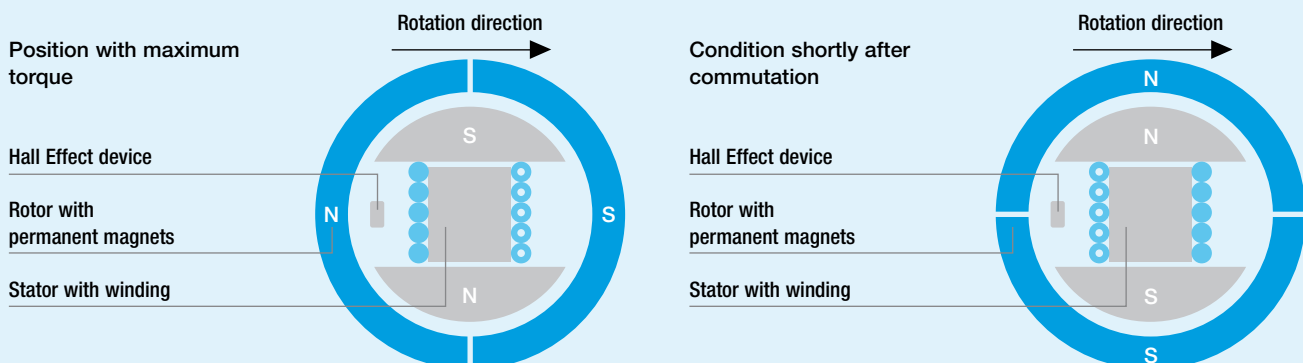 Position with maximum
torque
Rotation direction
Hall Effect device
Rotor with
permanent magnets
Stator with winding
S
N
S
N
Condition shortly after
commutation
Rotation direction
Hall Effect device
Rotor with
permanent magnets
Stator with winding
N
N
S
S